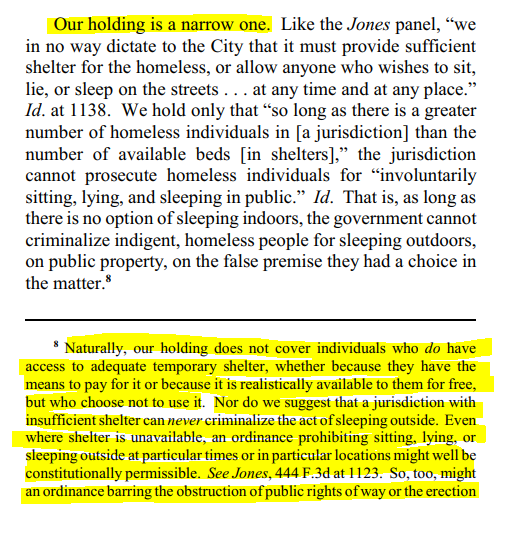 Our holding is a narrow one. Like the Jones panel, “we
in no way dictate to the City that it must provide sufficient
shelter for the homeless, or allow anyone who wishes to sit,
lie, or sleep on the streets . . . at any time and at any place.”
Id. at 1138. We hold only that “so long as there is a greater
number of homeless individuals in [a jurisdiction] than the
number of available beds [in shelters],” the jurisdiction
cannot prosecute homeless individuals for “involuntarily
sitting, lying, and sleeping in public.” Id. That is, as long as
there is no option of sleeping indoors, the government cannot
criminalize indigent, homeless people for sleeping outdoors,
on public property, on the false premise they had a choice in
the matter.⁸
⁸ Naturally, our holding does not cover individuals who do have
access to adequate temporary shelter, whether because they have the
means to pay for it or because it is realistically available to them for free,
but who choose not to use it. Nor do we suggest that a jurisdiction with
insufficient shelter can never criminalize the act of sleeping outside. Even
where shelter is unavailable, an ordinance prohibiting sitting, lying, or
sleeping outside at particular times or in particular locations might well be
constitutionally permissible. See Jones, 444 F.3d at 1123. So, too, might
an ordinance barring the obstruction of public rights of way or the erection